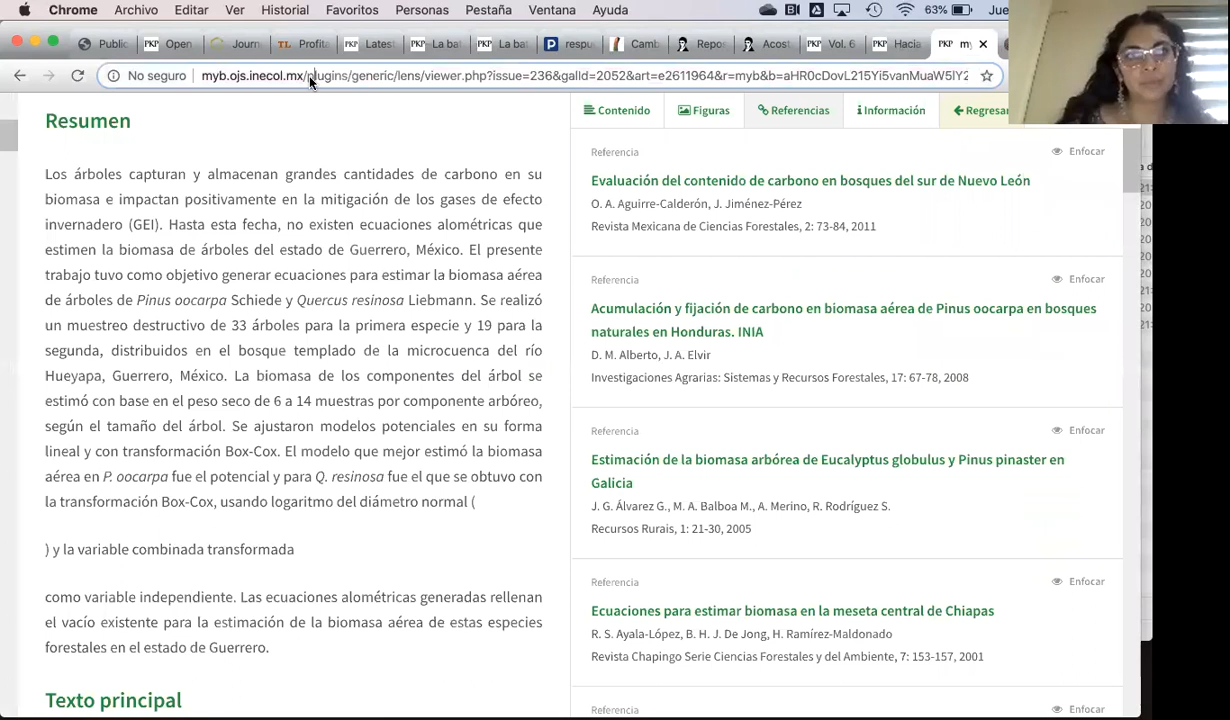 Chrome Archivo Editar Ver Historial Favoritos Personas Pestaña Ventana Ayuda 63% Jue
Public PKP Open Journ TL Profita PKP Latest PKP La bat PKP La bat P respu Camb Repos Acost PKP Vol. 6 PKP Hacia PKP my
No seguro myb.ojs.inecol.mx/plugins/generic/lens/viewer.php?issue=236&galId=2052&art=e2611964&r=myb&b=aHR0cDovL215Yi5vanMuaW5lY2
Contenido Figuras Referencias Información Regresar
Resumen
Los árboles capturan y almacenan grandes cantidades de carbono en su
biomasa e impactan positivamente en la mitigación de los gases de efecto
invernadero (GEI). Hasta esta fecha, no existen ecuaciones alométricas que
estimen la biomasa de árboles del estado de Guerrero, México. El presente
trabajo tuvo como objetivo generar ecuaciones para estimar la biomasa aérea
de árboles de Pinus oocarpa Schiede y Quercus resinosa Liebmann. Se realizó
un muestreo destructivo de 33 árboles para la primera especie y 19 para la
segunda, distribuidos en el bosque templado de la microcuenca del río
Hueyapa, Guerrero, México. La biomasa de los componentes del árbol se
estimó con base en el peso seco de 6 a 14 muestras por componente arbóreo,
según el tamaño del árbol. Se ajustaron modelos potenciales en su forma
lineal y con transformación Box-Cox. El modelo que mejor estimó la biomasa
aérea en P. oocarpa fue el potencial y para Q. resinosa fue el que se obtuvo con
la transformación Box-Cox, usando logaritmo del diámetro normal (
) y la variable combinada transformada
como variable independiente. Las ecuaciones alométricas generadas rellenan
el vacío existente para la estimación de la biomasa aérea de estas especies
forestales en el estado de Guerrero.
Texto principal
Referencia Enfocar
Evaluación del contenido de carbono en bosques del sur de Nuevo León
O. A. Aguirre-Calderón, J. Jiménez-Pérez
Revista Mexicana de Ciencias Forestales, 2: 73-84, 2011
Referencia Enfocar
Acumulación y fijación de carbono en biomasa aérea de Pinus oocarpa en bosques
naturales en Honduras. INIA
D. M. Alberto, J. A. Elvir
Investigaciones Agrarias: Sistemas y Recursos Forestales, 17: 67-78, 2008
Referencia Enfocar
Estimación de la biomasa arbórea de Eucalyptus globulus y Pinus pinaster en
Galicia
J. G. Álvarez G., M. A. Balboa M., A. Merino, R. Rodríguez S.
Recursos Rurais, 1: 21-30, 2005
Referencia Enfocar
Ecuaciones para estimar biomasa en la meseta central de Chiapas
R. S. Ayala-López, B. H. J. De Jong, H. Ramírez-Maldonado
Revista Chapingo Serie Ciencias Forestales y del Ambiente, 7: 153-157, 2001
Referencia Enfocar